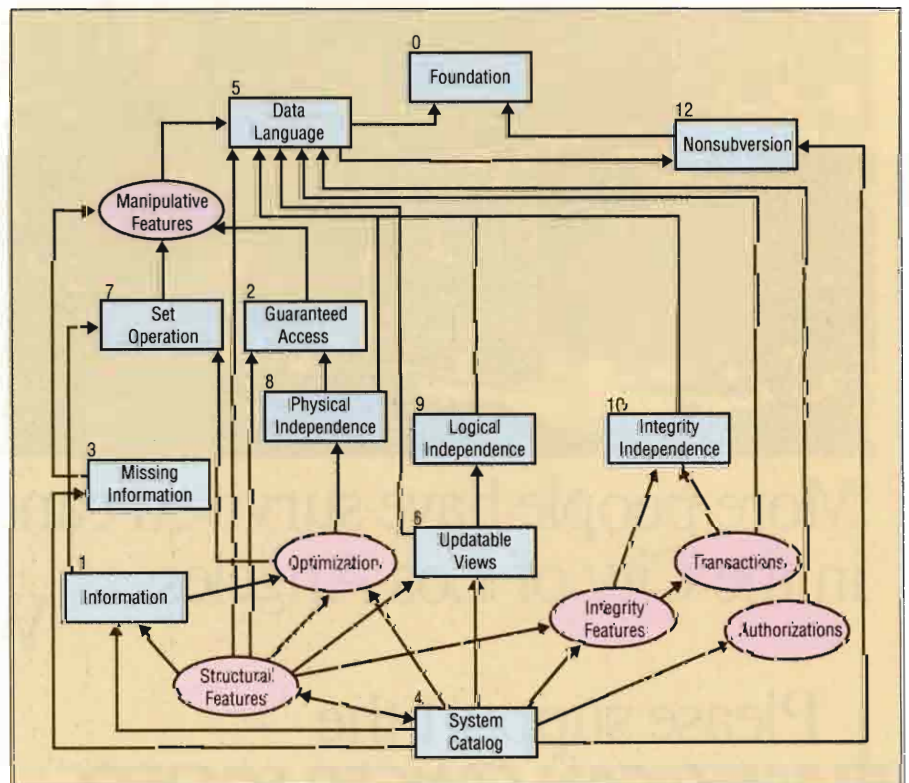 0
Foundation
5
Data
Language
12
Nonsubversion
Manipulative
Features
7
Set
Operation
2
Guaranteed
Access
8
Physical
Independence
9
Logical
Independence
10
Integrity
Independence
3
Missing
Information
6
Updatable
Views
Optimization
Transactions
1
Information
Integrity
Features
Authorizations
Structural
Features
4
System
Catalog